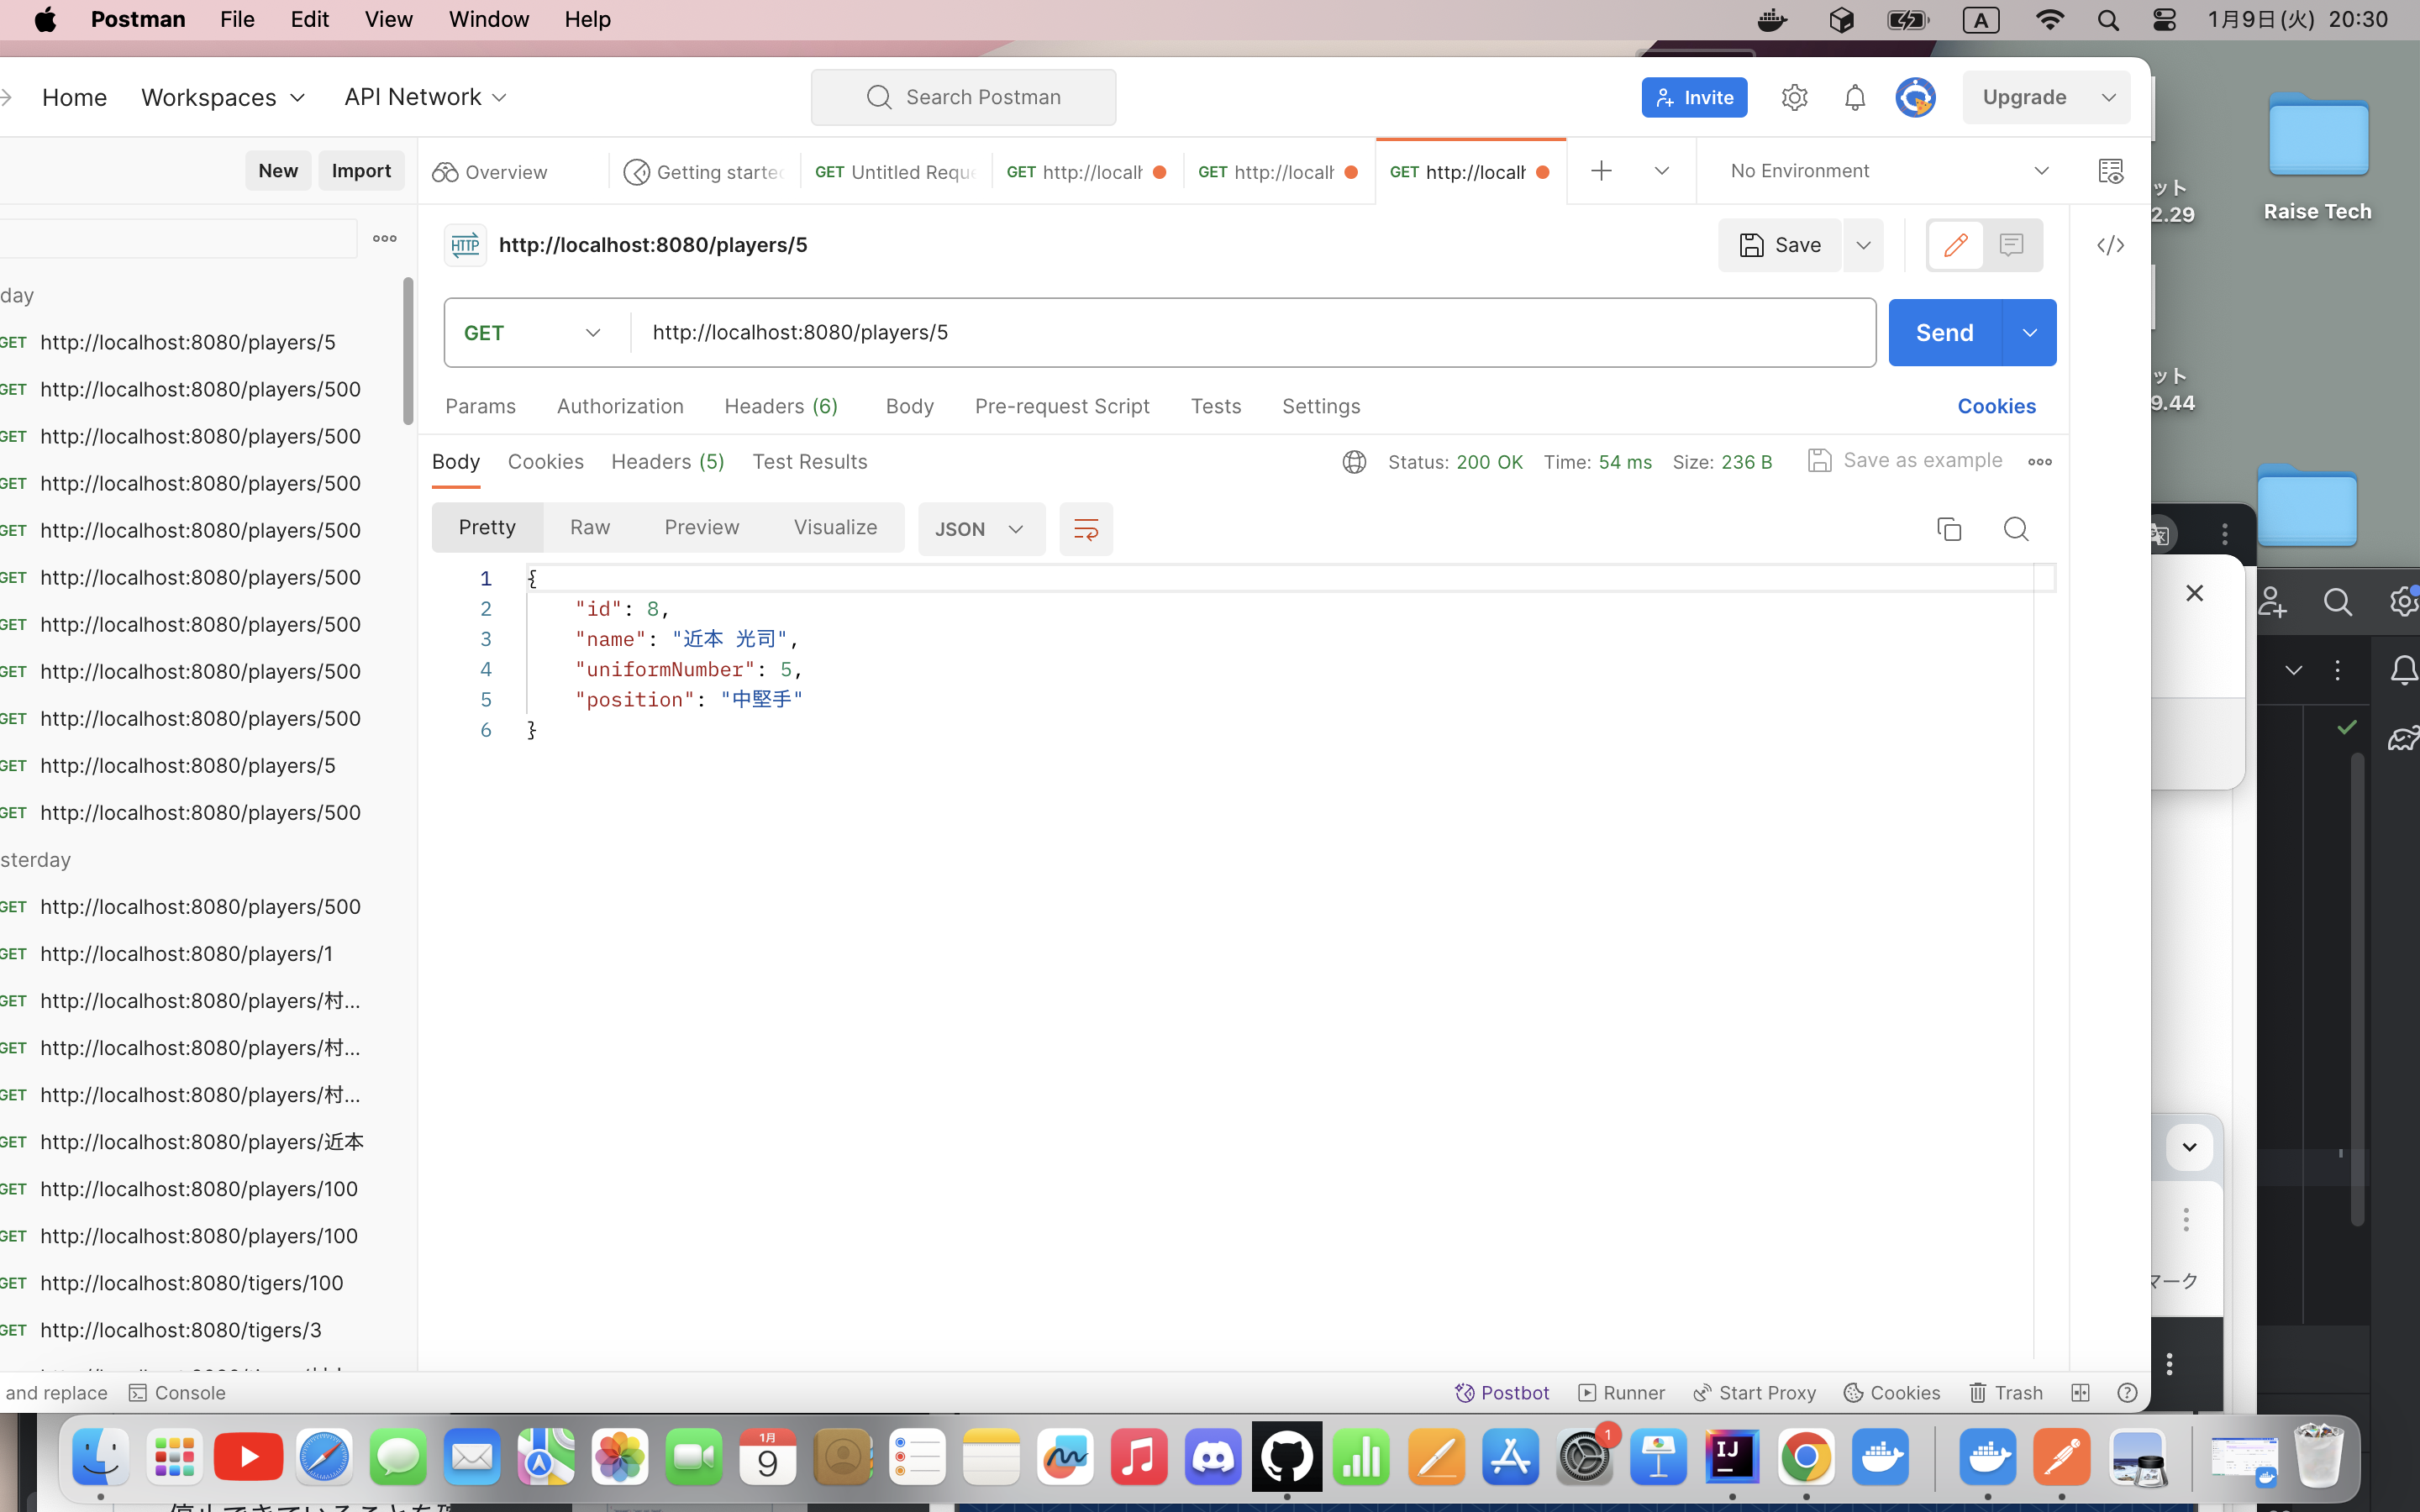 Postman File Edit View Window Help A 1月9日(火) 20:30
Home Workspaces API Network Search Postman Invite Upgrade
New Import Overview Getting starte GET Untitled Requ GET http://local GET http://local GET http://local No Environment
HTTP http://localhost:8080/players/5 Save
GET http://localhost:8080/players/5 Send
Params Authorization Headers (6) Body Pre-request Script Tests Settings Cookies
Body Cookies Headers (5) Test Results Status: 200 OK Time: 54 ms Size: 236 B Save as example
Pretty Raw Preview Visualize JSON
1 {
2 "id": 8,
3 "name": "近本 光司",
4 "uniformNumber": 5,
5 "position": "中堅手"
6 }
day
GET http://localhost:8080/players/5
GET http://localhost:8080/players/500
GET http://localhost:8080/players/500
GET http://localhost:8080/players/500
GET http://localhost:8080/players/500
GET http://localhost:8080/players/500
GET http://localhost:8080/players/500
GET http://localhost:8080/players/500
GET http://localhost:8080/players/500
GET http://localhost:8080/players/5
GET http://localhost:8080/players/500
sterday
GET http://localhost:8080/players/500
GET http://localhost:8080/players/1
GET http://localhost:8080/players/村...
GET http://localhost:8080/players/村...
GET http://localhost:8080/players/村...
GET http://localhost:8080/players/近本
GET http://localhost:8080/players/100
GET http://localhost:8080/players/100
GET http://localhost:8080/tigers/100
GET http://localhost:8080/tigers/3
and replace Console Postbot Runner Start Proxy Cookies Trash
Raise Tech
ット
2.29
ット
9.44
マーク
1月
9
1
IJ